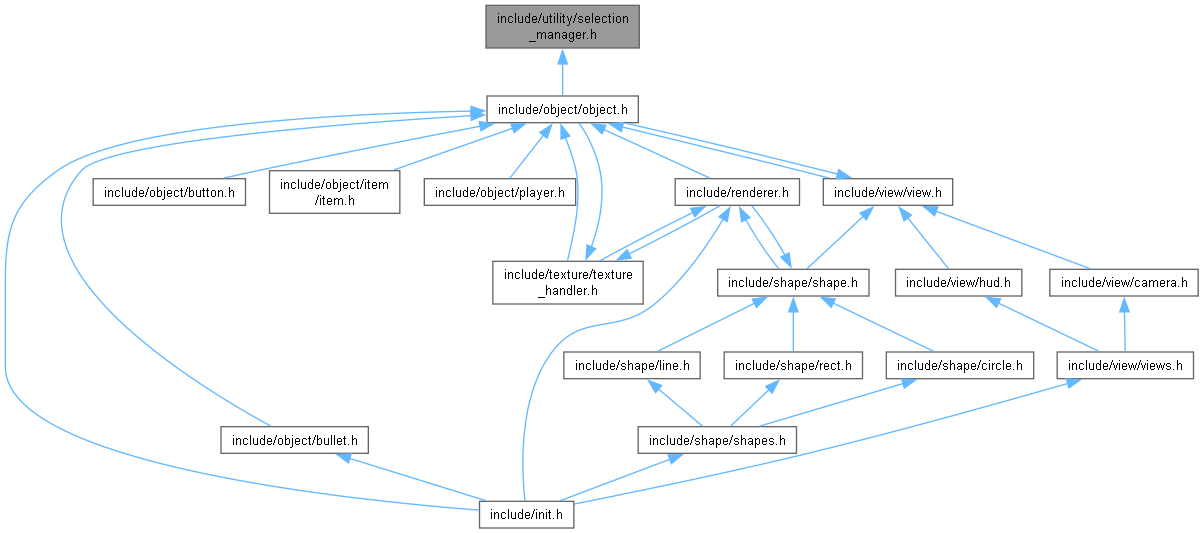 include/utility/selection
_manager.h
include/object/object.h
include/object/button.h
include/object/item
/item.h
include/object/player.h
include/renderer.h
include/view/view.h
include/texture/texture
_handler.h
include/shape/shape.h
include/view/hud.h
include/view/camera.h
include/shape/line.h
include/shape/rect.h
include/shape/circle.h
include/view/views.h
include/object/bullet.h
include/shape/shapes.h
include/init.h